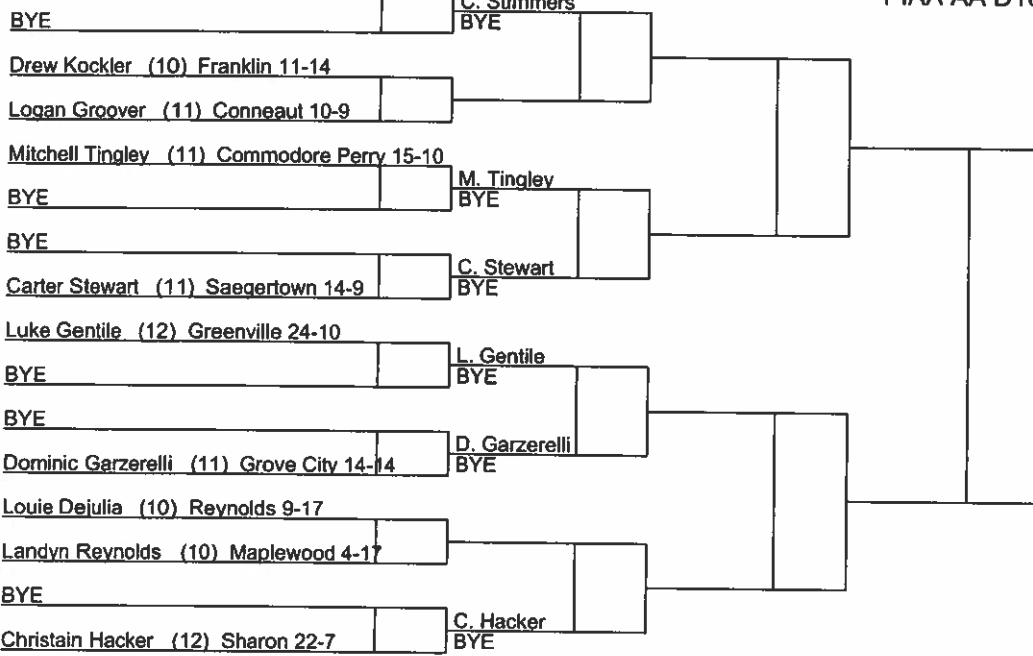 C. Summers
BYE
BYE
Drew Kockler (10) Franklin 11-14
Logan Groover (11) Conneaut 10-9
Mitchell Tingley (11) Commodore Perry 15-10
M. Tingley
BYE
BYE
BYE
C. Stewart
BYE
Carter Stewart (11) Saegertown 14-9
Luke Gentile (12) Greenville 24-10
L. Gentile
BYE
BYE
BYE
D. Garzerelli
BYE
Dominic Garzerelli (11) Grove City 14-14
Louie Dejulia (10) Reynolds 9-17
Landyn Reynolds (10) Maplewood 4-17
BYE
C. Hacker
BYE
Christain Hacker (12) Sharon 22-7